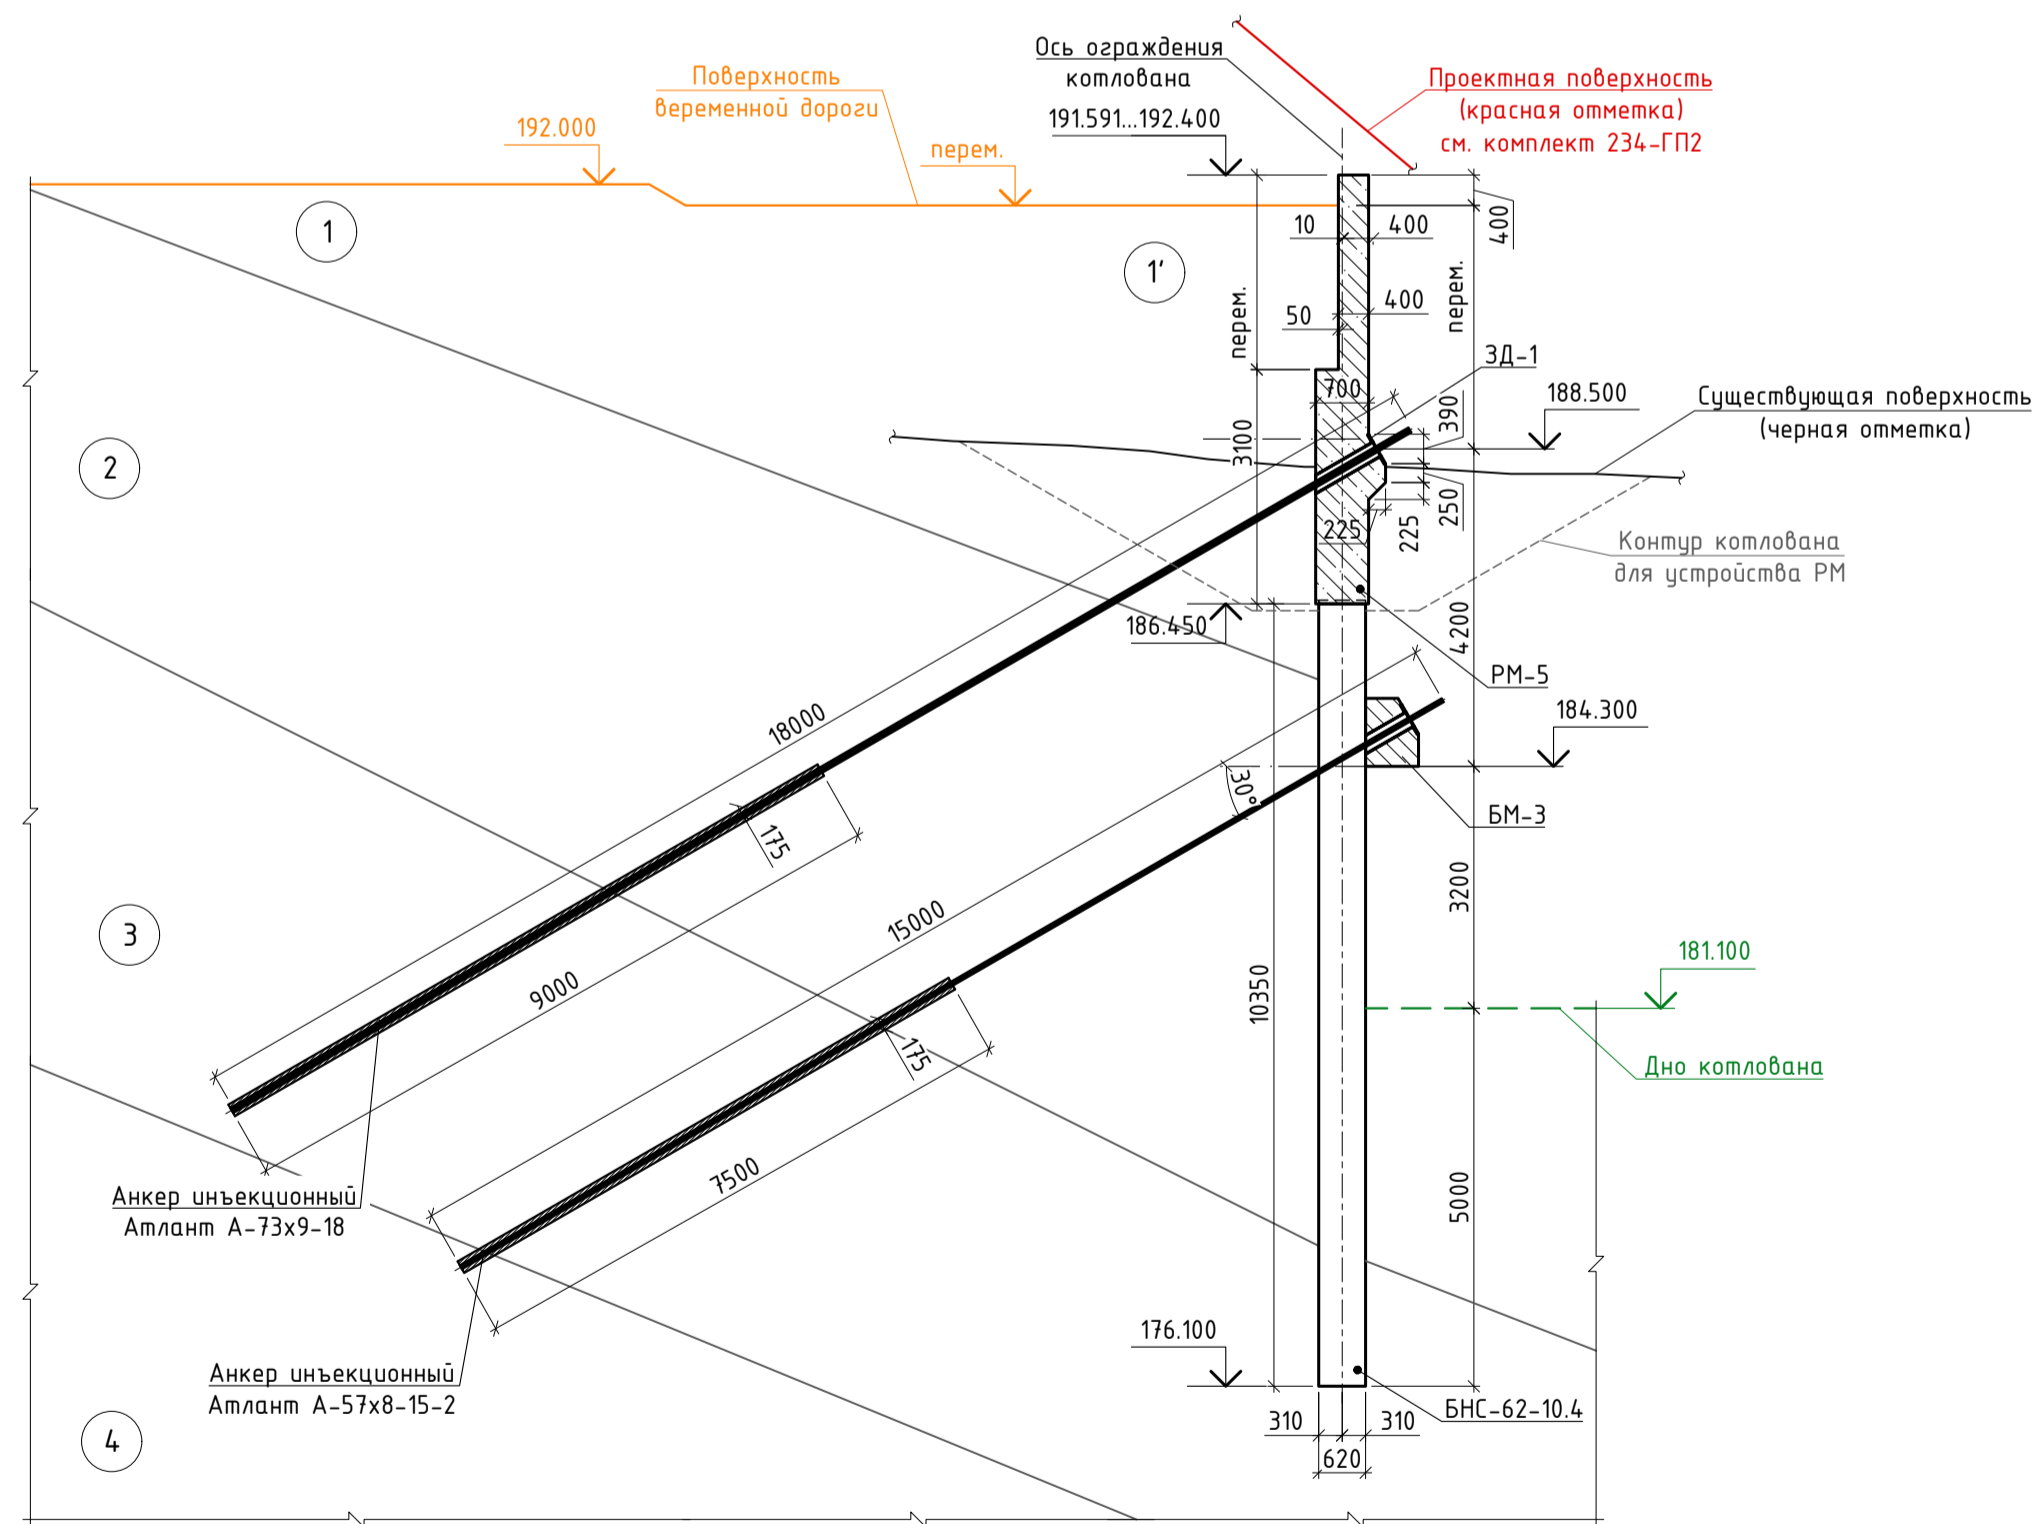 Ось ограждения
котлована
191.591...192.400
Поверхность
веременной дороги
192.000
перем.
Проектная поверхность
(красная отметка)
см. комплект 234-ГП2
1
1'
10
400
400
50
400
перем.
перем.
ЗД-1
700
390
188.500
Существующая поверхность
(черная отметка)
3100
2
250
225
225
Контур котлована
для устройства РМ
186.450
4200
РМ-5
18000
184.300
30°
БМ-3
175
3200
15000
3
181.100
9000
10350
175
Дно котлована
7500
5000
Анкер инъекционный
Атлант А-73х9-18
176.100
Анкер инъекционный
Атлант А-57х8-15-2
БНС-62-10.4
310
310
4
620